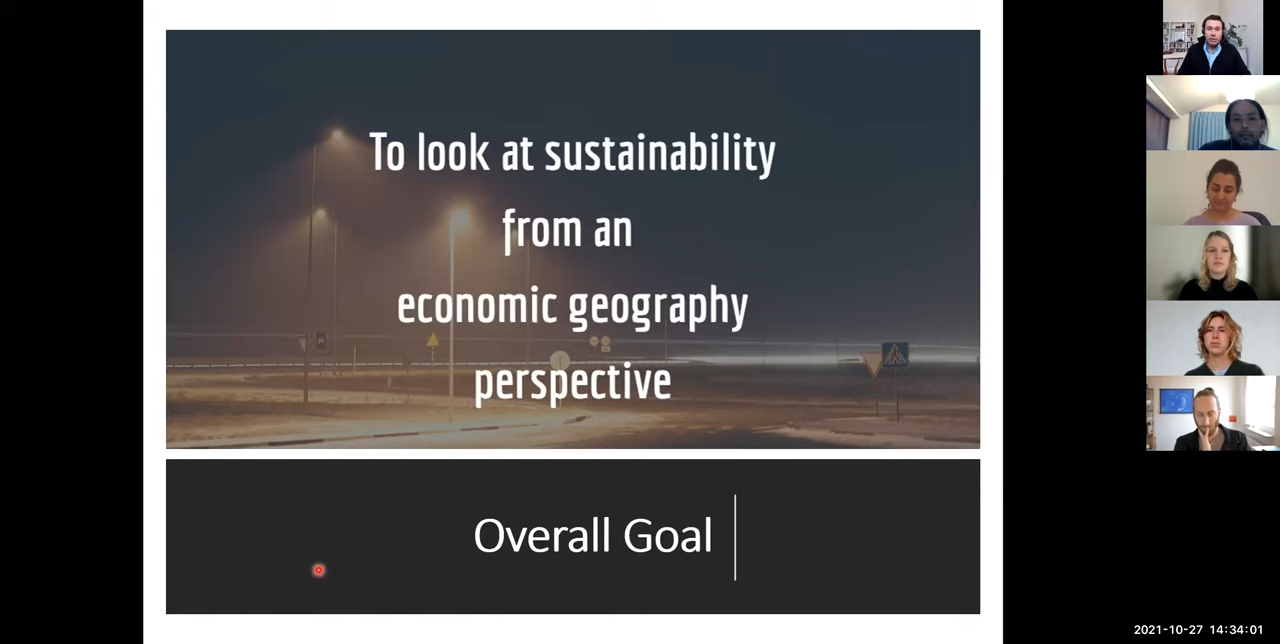 To look at sustainability
from an
economic geography
perspective
Overall Goal
2021-10-27 14:34:01